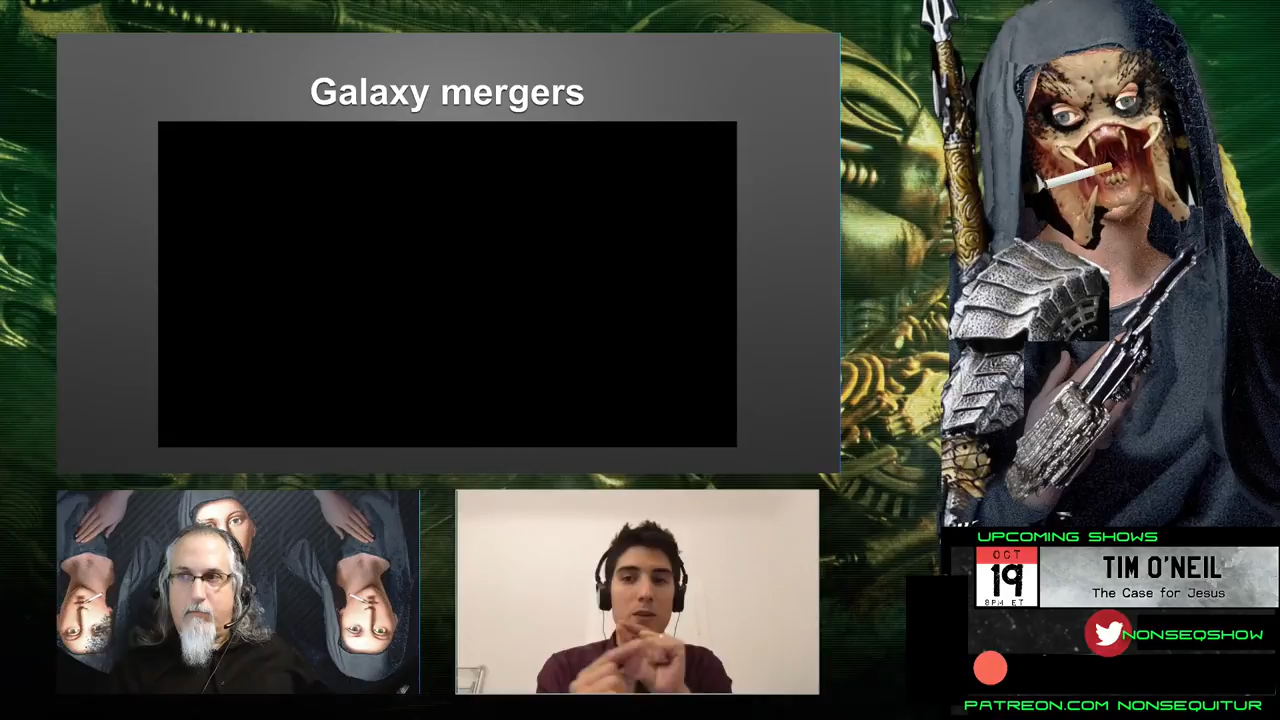 Galaxy mergers
UPCOMING SHOWS
OCT
19
8PM ET
TIM O'NEIL
The Case for Jesus
NONSEQSHOW
PATREON.COM NONSEQUITUR